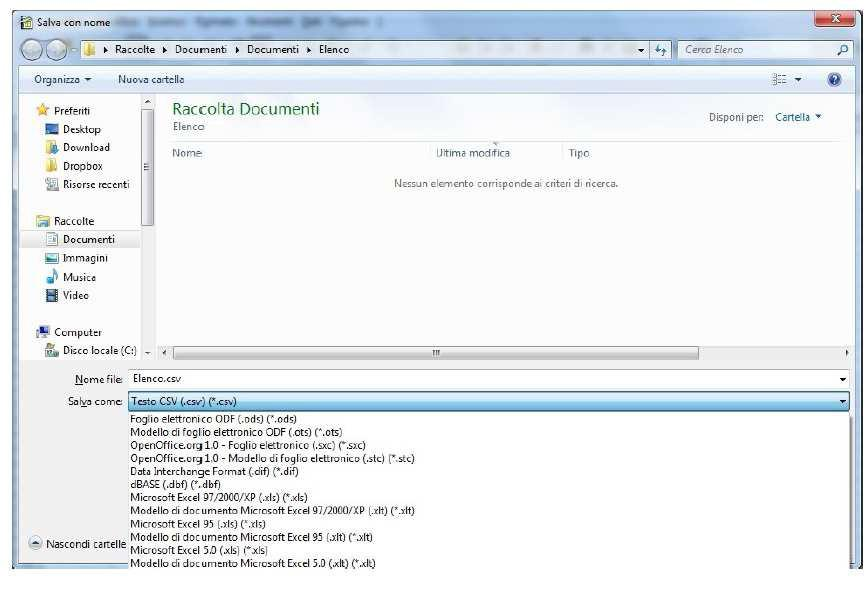 Salva con nome
Raccolte Documenti Documenti Elenco
Cerca Elenco
Organizza Nuova cartella
Preferiti
Desktop
Download
Dropbox
Risorse recenti
Raccolte
Documenti
Immagini
Musica
Video
Computer
Disco locale (C:)
Raccolta Documenti
Elenco
Disponi per: Cartella
Nome Ultima modifica Tipo
Nessun elemento corrisponde ai criteri di ricerca.
Nome file: Elenco.csv
Salva come: Testo CSV (.csv) (*.csv)
Foglio elettronico ODF (.ods) (*.ods)
Modello di foglio elettronico ODF (.ots) (*.ots)
OpenOffice.org 1.0 - Foglio elettronico (.sxc) (*.sxc)
OpenOffice.org 1.0 - Modello di foglio elettronico (.stc) (*.stc)
Data Interchange Format (.dif) (*.dif)
dBASE (.dbf) (*.dbf)
Microsoft Excel 97/2000/XP (.xls) (*.xls)
Modello di documento Microsoft Excel 97/2000/XP (.xlt) (*.xlt)
Microsoft Excel 95 (.xls) (*.xls)
Modello di documento Microsoft Excel 95 (.xlt) (*.xlt)
Microsoft Excel 5.0 (.xls) (*.xls)
Modello di documento Microsoft Excel 5.0 (.xlt) (*.xlt)
Nascondi cartelle